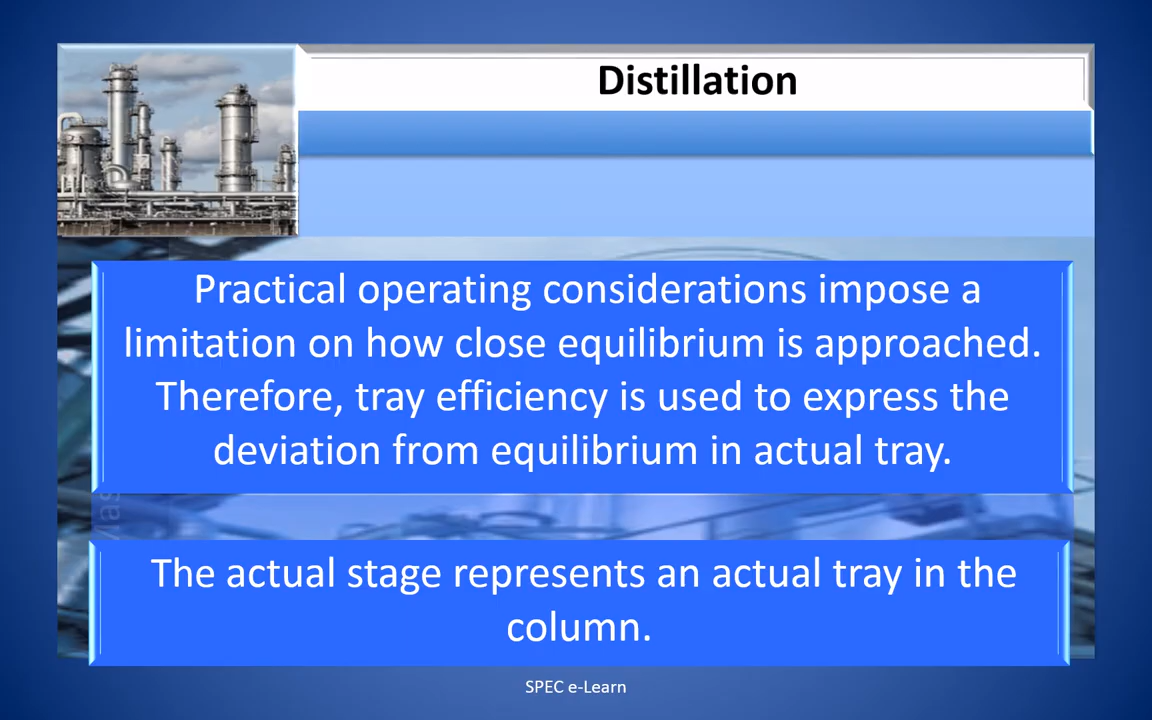 Distillation
Practical operating considerations impose a
limitation on how close equilibrium is approached.
Therefore, tray efficiency is used to express the
deviation from equilibrium in actual tray.
The actual stage represents an actual tray in the
column.
SPEC e-Learn